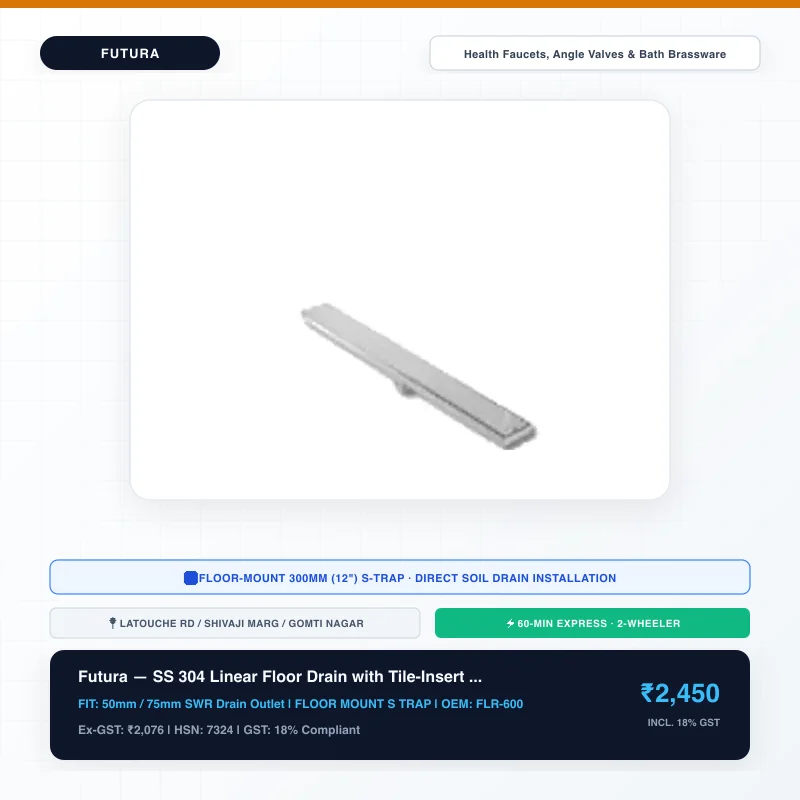 FUTURA
Health Faucets, Angle Valves & Bath Brassware
FLOOR-MOUNT 300MM (12") S-TRAP · DIRECT SOIL DRAIN INSTALLATION
LATOUCHE RD / SHIVAJI MARG / GOMTI NAGAR
60-MIN EXPRESS · 2-WHEELER
Futura — SS 304 Linear Floor Drain with Tile-Insert ...
FIT: 50mm / 75mm SWR Drain Outlet | FLOOR MOUNT S TRAP | OEM: FLR-600
Ex-GST: ₹2,076 | HSN: 7324 | GST: 18% Compliant
₹2,450
INCL. 18% GST